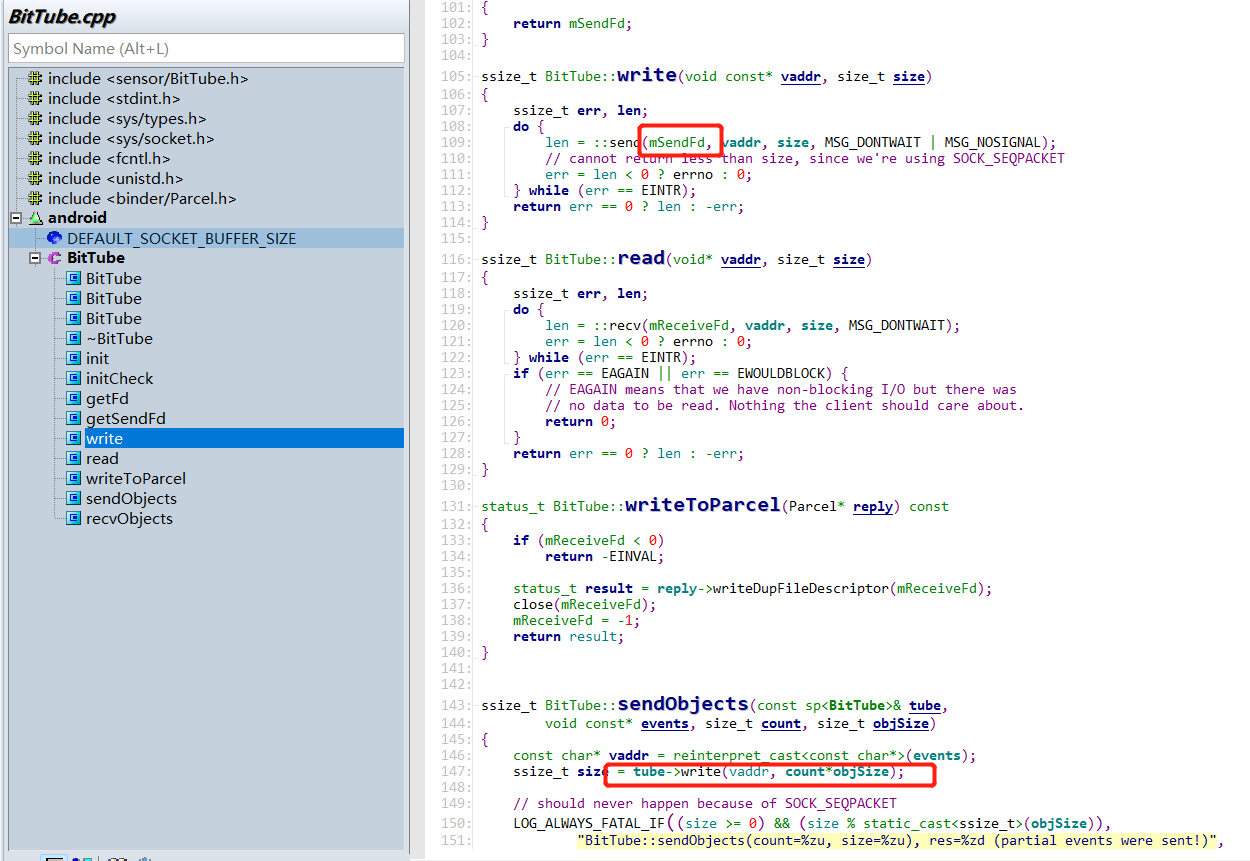 BitTube.cpp
Symbol Name (Alt+L)
include <sensor/BitTube.h>
include <stdint.h>
include <sys/types.h>
include <sys/socket.h>
include <fcntl.h>
include <unistd.h>
include <binder/Parcel.h>
android
DEFAULT_SOCKET_BUFFER_SIZE
BitTube
BitTube
BitTube
BitTube
~BitTube
init
initCheck
getFd
getSendFd
write
read
writeToParcel
sendObjects
recvObjects
101: {
102:     return mSendFd;
103: }
104:
105: ssize_t BitTube::write(void const* vaddr, size_t size)
106: {
107:     ssize_t err, len;
108:     do {
109:         len = ::send(mSendFd, vaddr, size, MSG_DONTWAIT | MSG_NOSIGNAL);
110:         // cannot return less than size, since we're using SOCK_SEQPACKET
111:         err = len < 0 ? errno : 0;
112:     } while (err == EINTR);
113:     return err == 0 ? len : -err;
114: }
115:
116: ssize_t BitTube::read(void* vaddr, size_t size)
117: {
118:     ssize_t err, len;
119:     do {
120:         len = ::recv(mReceiveFd, vaddr, size, MSG_DONTWAIT);
121:         err = len < 0 ? errno : 0;
122:     } while (err == EINTR);
123:     if (err == EAGAIN || err == EWOULDBLOCK) {
124:         // EAGAIN means that we have non-blocking I/O but there was
125:         // no data to be read. Nothing the client should care about.
126:         return 0;
127:     }
128:     return err == 0 ? len : -err;
129: }
130:
131: status_t BitTube::writeToParcel(Parcel* reply) const
132: {
133:     if (mReceiveFd < 0)
134:         return -EINVAL;
135:
136:     status_t result = reply->writeDupFileDescriptor(mReceiveFd);
137:     close(mReceiveFd);
138:     mReceiveFd = -1;
139:     return result;
140: }
141:
142:
143: ssize_t BitTube::sendObjects(const sp<BitTube>& tube,
144:         void const* events, size_t count, size_t objSize)
145: {
146:     const char* vaddr = reinterpret_cast<const char*>(events);
147:     ssize_t size = tube->write(vaddr, count*objSize);
148:
149:     // should never happen because of SOCK_SEQPACKET
150:     LOG_ALWAYS_FATAL_IF((size >= 0) && (size % static_cast<ssize_t>(objSize)),
151:             "BitTube::sendObjects(count=%zu, size=%zu), res=%zd (partial events were sent!)",